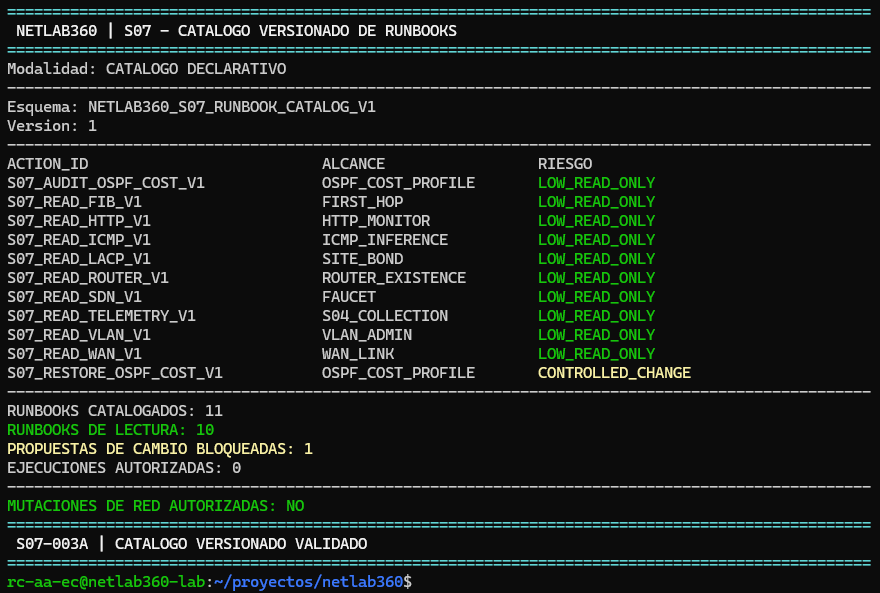 ================================================================================================
NETLAB360 | S07 - CATALOGO VERSIONADO DE RUNBOOKS
================================================================================================
Modalidad: CATALOGO DECLARATIVO
------------------------------------------------------------------------------------------------
Esquema: NETLAB360_S07_RUNBOOK_CATALOG_V1
Version: 1
------------------------------------------------------------------------------------------------
ACTION_ID ALCANCE RIESGO
S07_AUDIT_OSPF_COST_V1 OSPF_COST_PROFILE LOW_READ_ONLY
S07_READ_FIB_V1 FIRST_HOP LOW_READ_ONLY
S07_READ_HTTP_V1 HTTP_MONITOR LOW_READ_ONLY
S07_READ_ICMP_V1 ICMP_INFERENCE LOW_READ_ONLY
S07_READ_LACP_V1 SITE_BOND LOW_READ_ONLY
S07_READ_ROUTER_V1 ROUTER_EXISTENCE LOW_READ_ONLY
S07_READ_SDN_V1 FAUCET LOW_READ_ONLY
S07_READ_TELEMETRY_V1 S04_COLLECTION LOW_READ_ONLY
S07_READ_VLAN_V1 VLAN_ADMIN LOW_READ_ONLY
S07_READ_WAN_V1 WAN_LINK LOW_READ_ONLY
S07_RESTORE_OSPF_COST_V1 OSPF_COST_PROFILE CONTROLLED_CHANGE
------------------------------------------------------------------------------------------------
RUNBOOKS CATALOGADOS: 11
RUNBOOKS DE LECTURA: 10
PROPUESTAS DE CAMBIO BLOQUEADAS: 1
EJECUCIONES AUTORIZADAS: 0
------------------------------------------------------------------------------------------------
MUTACIONES DE RED AUTORIZADAS: NO
================================================================================================
S07-003A | CATALOGO VERSIONADO VALIDADO
================================================================================================
rc-aa-ec@netlab360-lab:~/proyectos/netlab360$